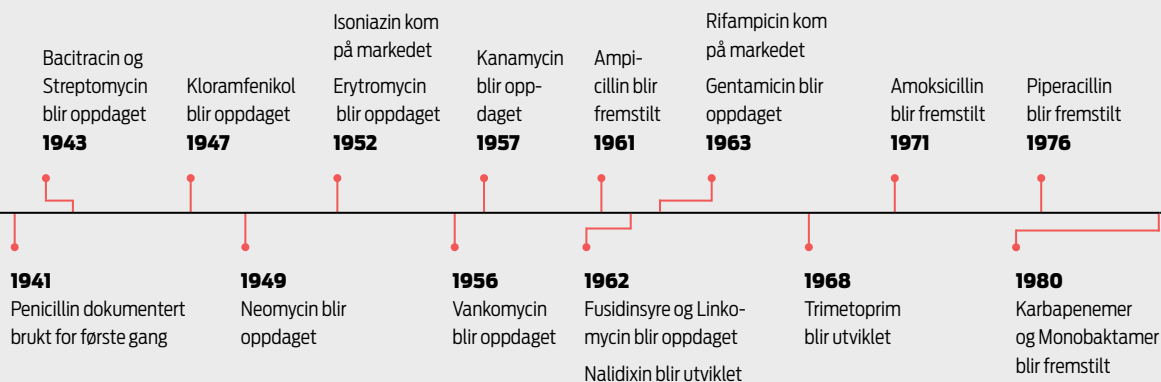 Bacitracin og
Streptomycin
blir oppdaget
1943
Kloramfenikol
blir oppdaget
1947
Isoniazin kom
på markedet
Erytromycin
blir oppdaget
1952
Kanamycin
blir opp-
daget
1957
Ampi-
cillin blir
fremstilt
1961
Rifampicin kom
på markedet
Gentamicin blir
oppdaget
1963
Amoksicillin
blir fremstilt
1971
Piperacillin
blir fremstilt
1976
1941
Penicillin dokumentert
brukt for første gang
1949
Neomycin blir
oppdaget
1956
Vankomycin
blir oppdaget
1962
Fusidinsyre og Linko-
mycin blir oppdaget
Nalidixin blir utviklet
1968
Trimetoprim
blir utviklet
1980
Karbapenemer
og Monobaktamer
blir fremstilt